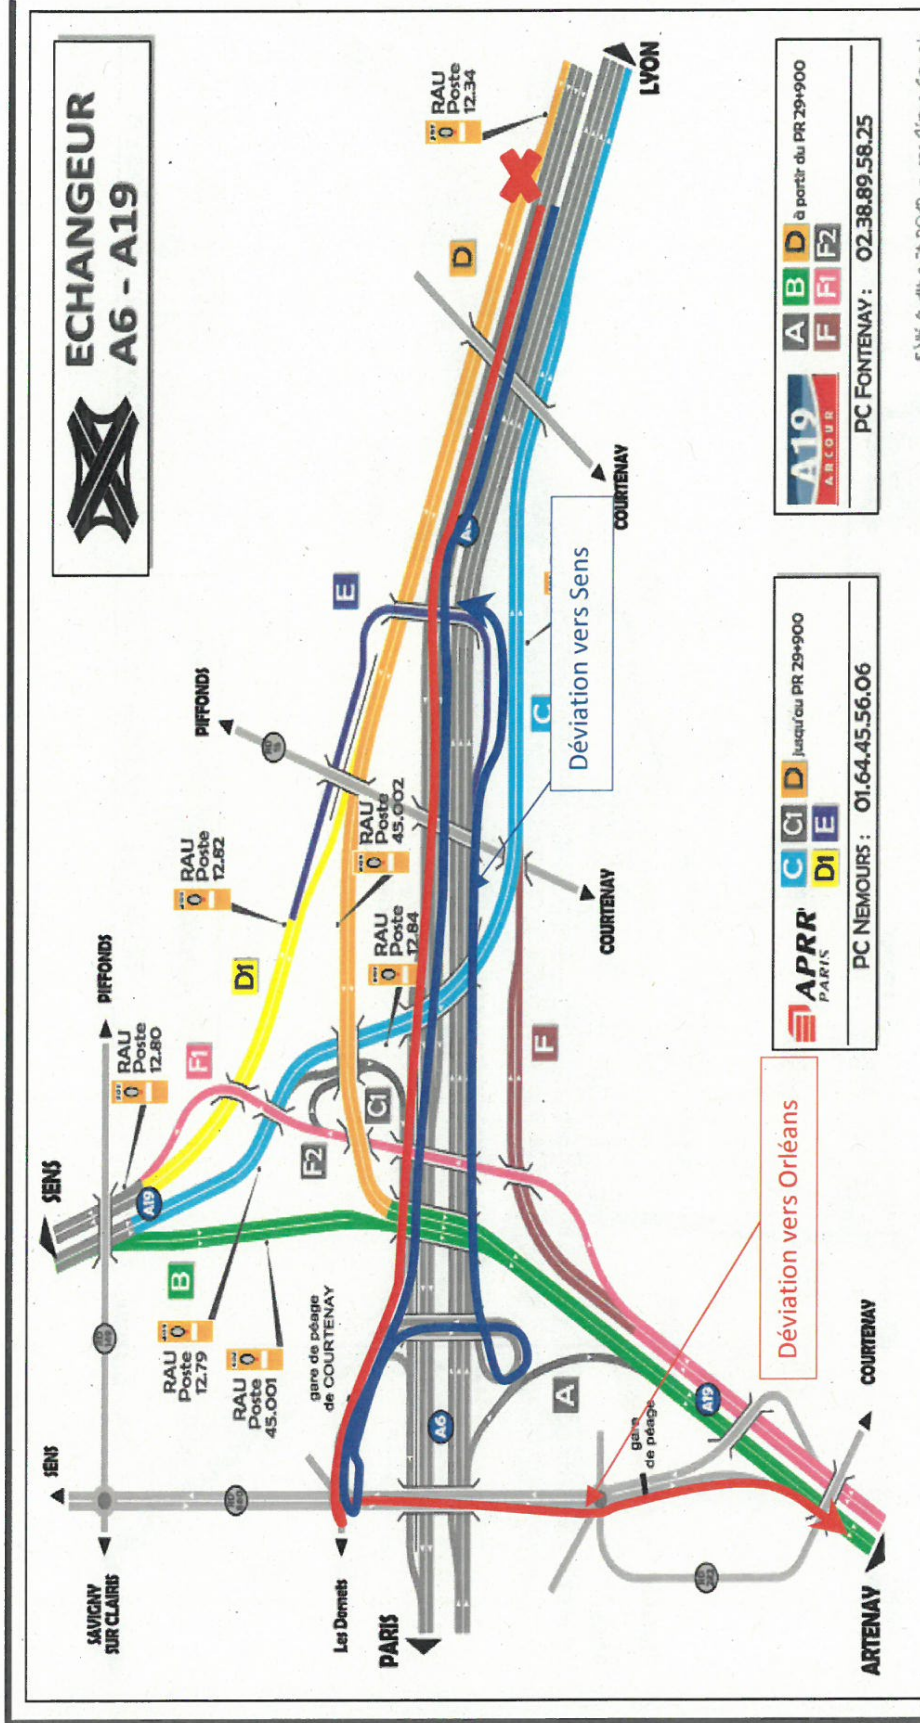 ECHANGEUR
A6 - A19
SAVIGNY
SUR CLAIRIS
SENS
SENS
PIFFONDS
RAU
Poste
12.80
A19
B
RAU
Poste
12.79
RAU
Poste
45.001
F1
D1
RAU
Poste
12.82
PIFFONDS
E
F2
C1
RAU
Poste
45.002
RAU
Poste
12.84
gare de péage
de COURTENAY
Les Dornets
PARIS
A6
D
RAU
Poste
12.34
LYON
A
F
C
COURTENAY
COURTENAY
Déviation vers Sens
gare
de péage
A19
Déviation vers Orléans
ARTENAY
COURTENAY
APRR
PARIS
C C1 D jusqu'au PR 29+900
D1 E
PC NEMOURS : 01.64.45.56.06
A19
ARCOUR
A B D à partir du PR 29+900
F F1 F2
PC FONTENAY : 02.38.89.58.25